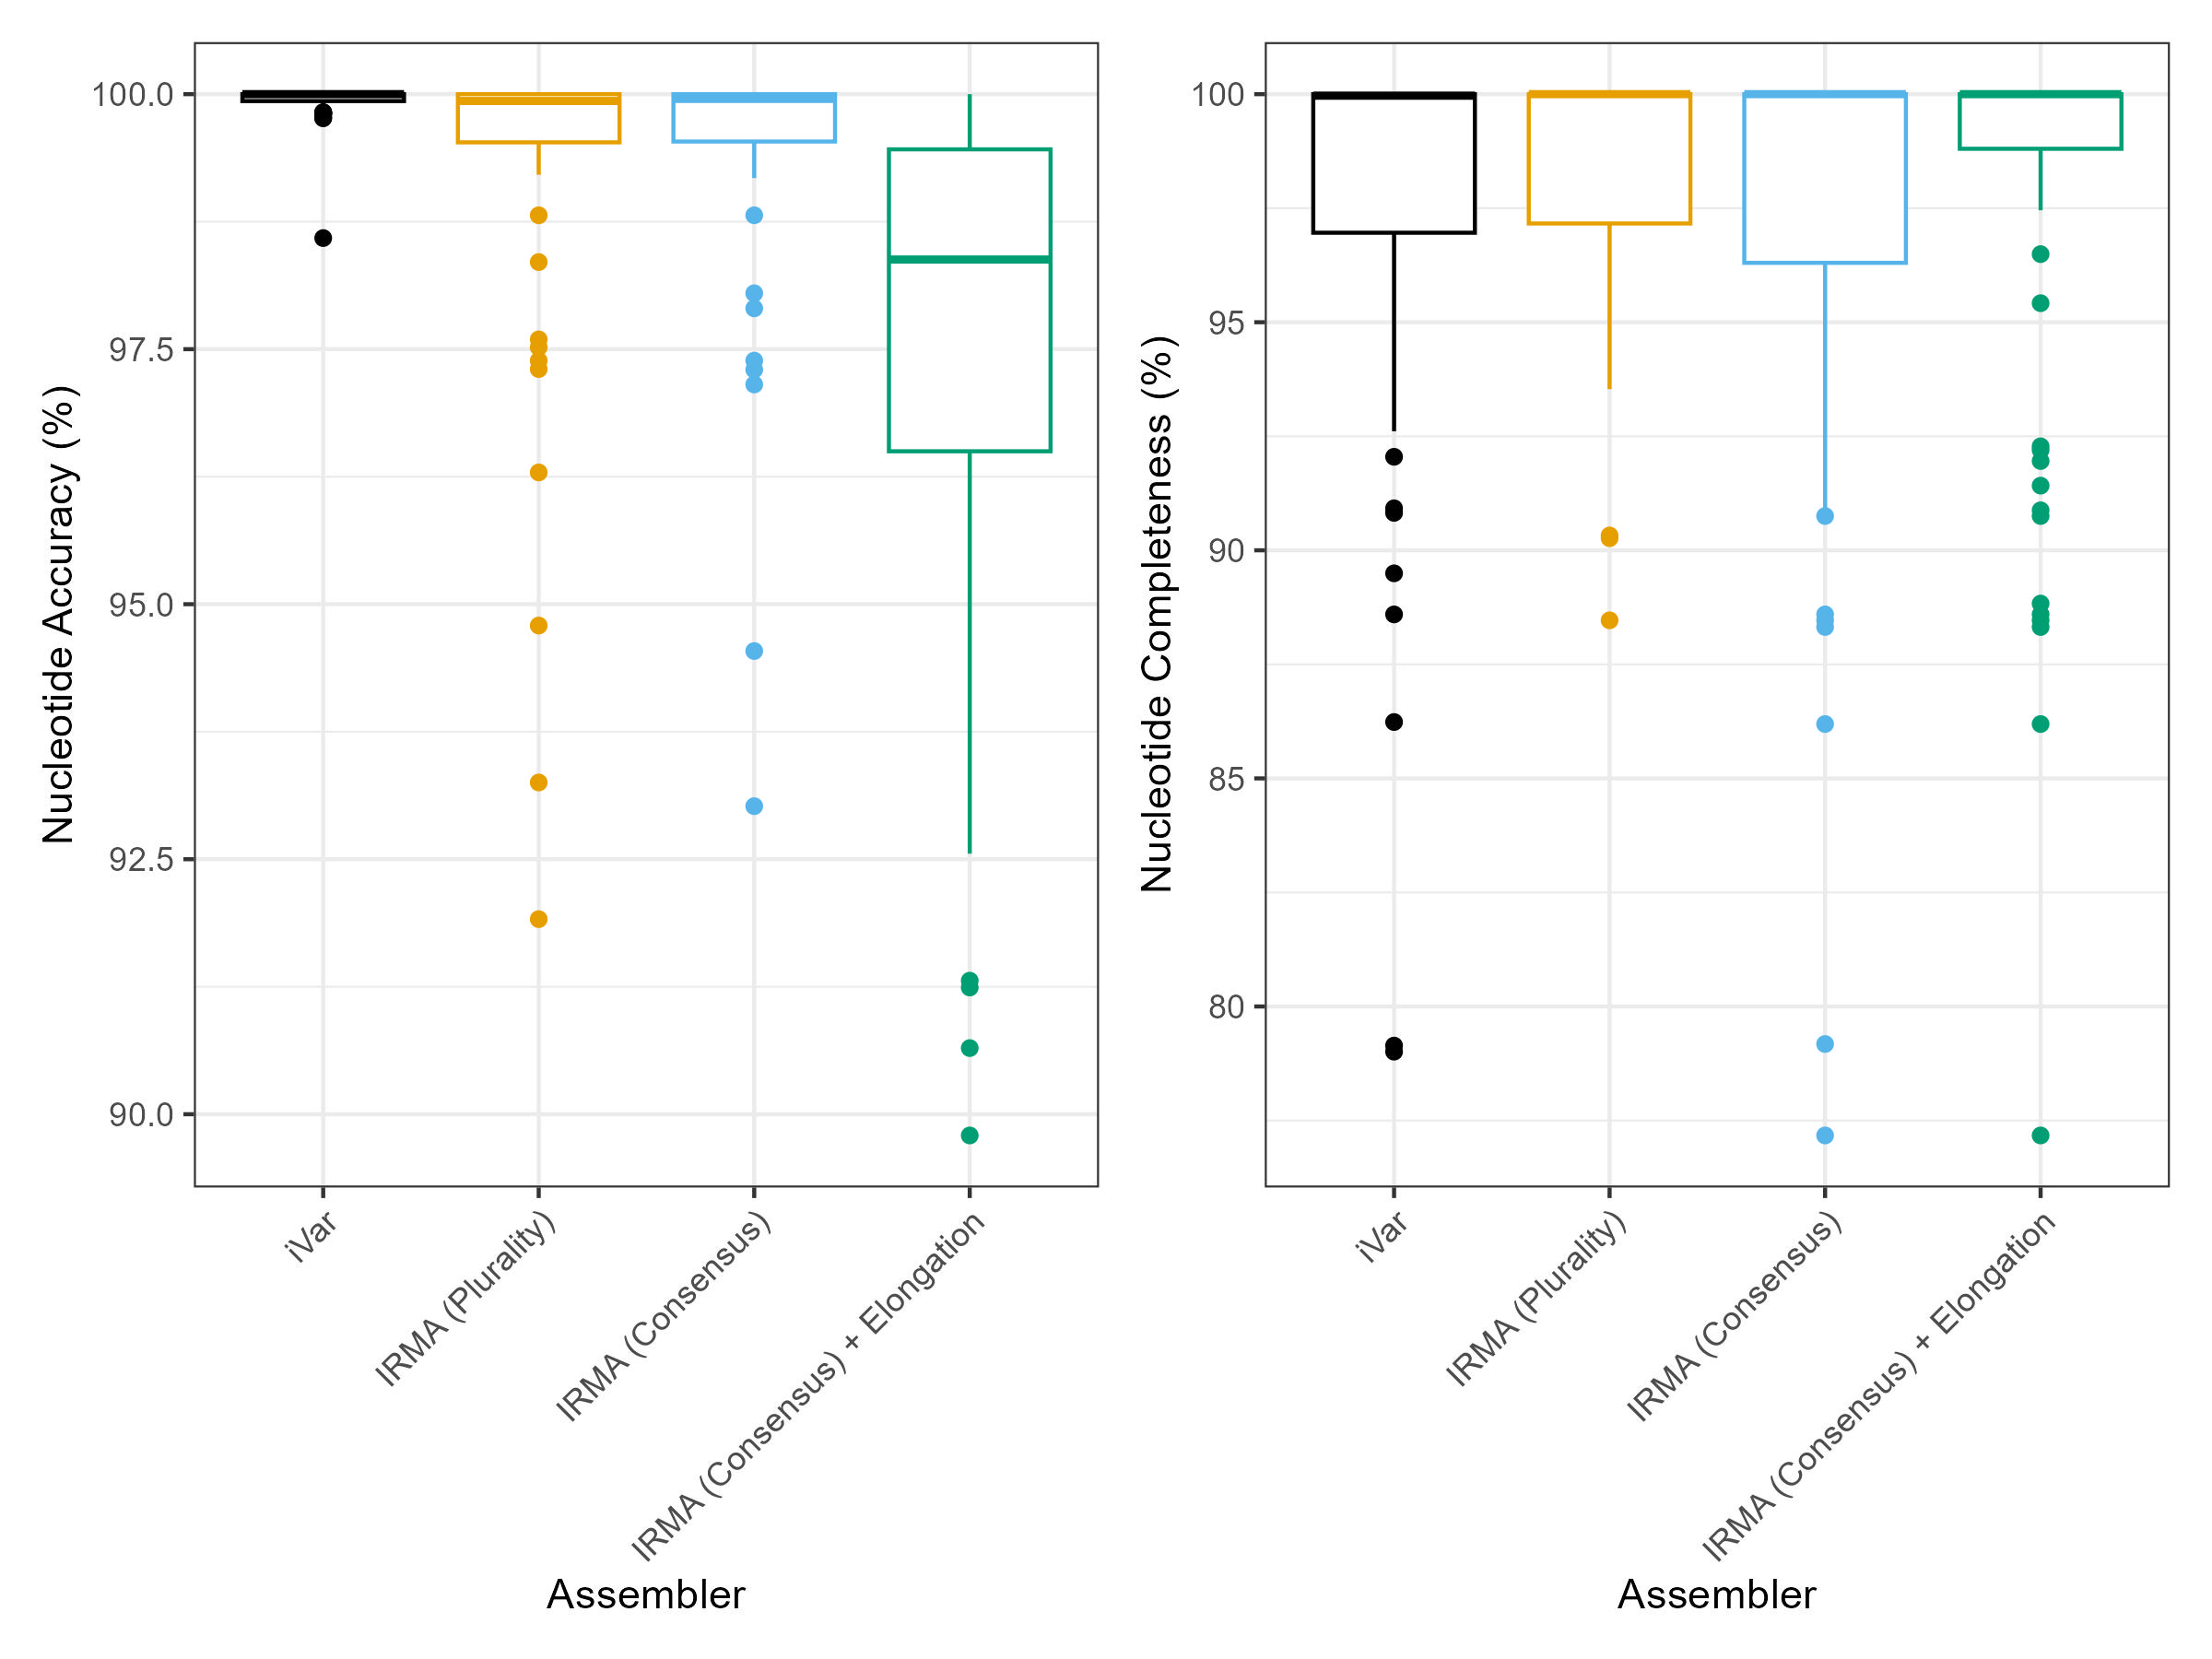 Nucleotide Accuracy (%)
100.0
97.5
95.0
92.5
90.0
iVar
IRMA (Plurality)
IRMA (Consensus)
IRMA (Consensus) + Elongation
Assembler
Nucleotide Completeness (%)
100
95
90
85
80
iVar
IRMA (Plurality)
IRMA (Consensus)
IRMA (Consensus) + Elongation
Assembler